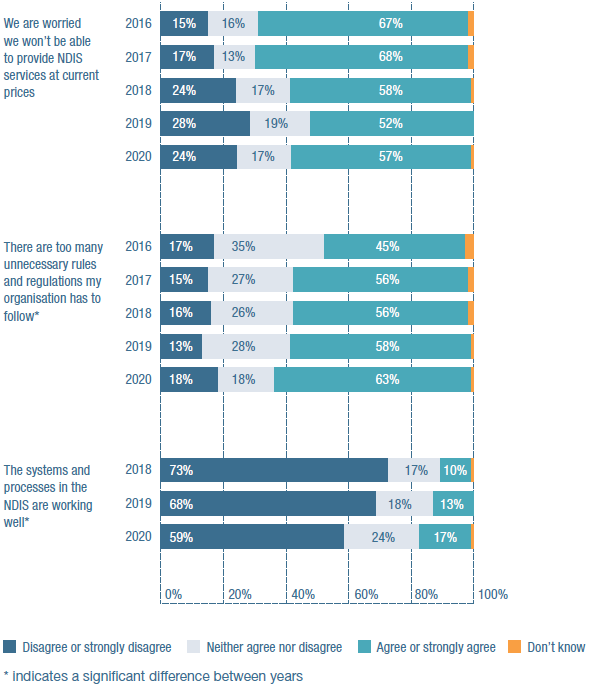 We are worried
we won't be able
to provide NDIS
services at current
prices
2016 15% 16% 67%
2017 17% 13% 68%
2018 24% 17% 58%
2019 28% 19% 52%
2020 24% 17% 57%
There are too many
unnecessary rules
and regulations my
organisation has to
follow*
2016 17% 35% 45%
2017 15% 27% 56%
2018 16% 26% 56%
2019 13% 28% 58%
2020 18% 18% 63%
The systems and
processes in the
NDIS are working
well*
2018 73% 17% 10%
2019 68% 18% 13%
2020 59% 24% 17%
0% 20% 40% 60% 80% 100%
Disagree or strongly disagree Neither agree nor disagree Agree or strongly agree Don't know
* indicates a significant difference between years